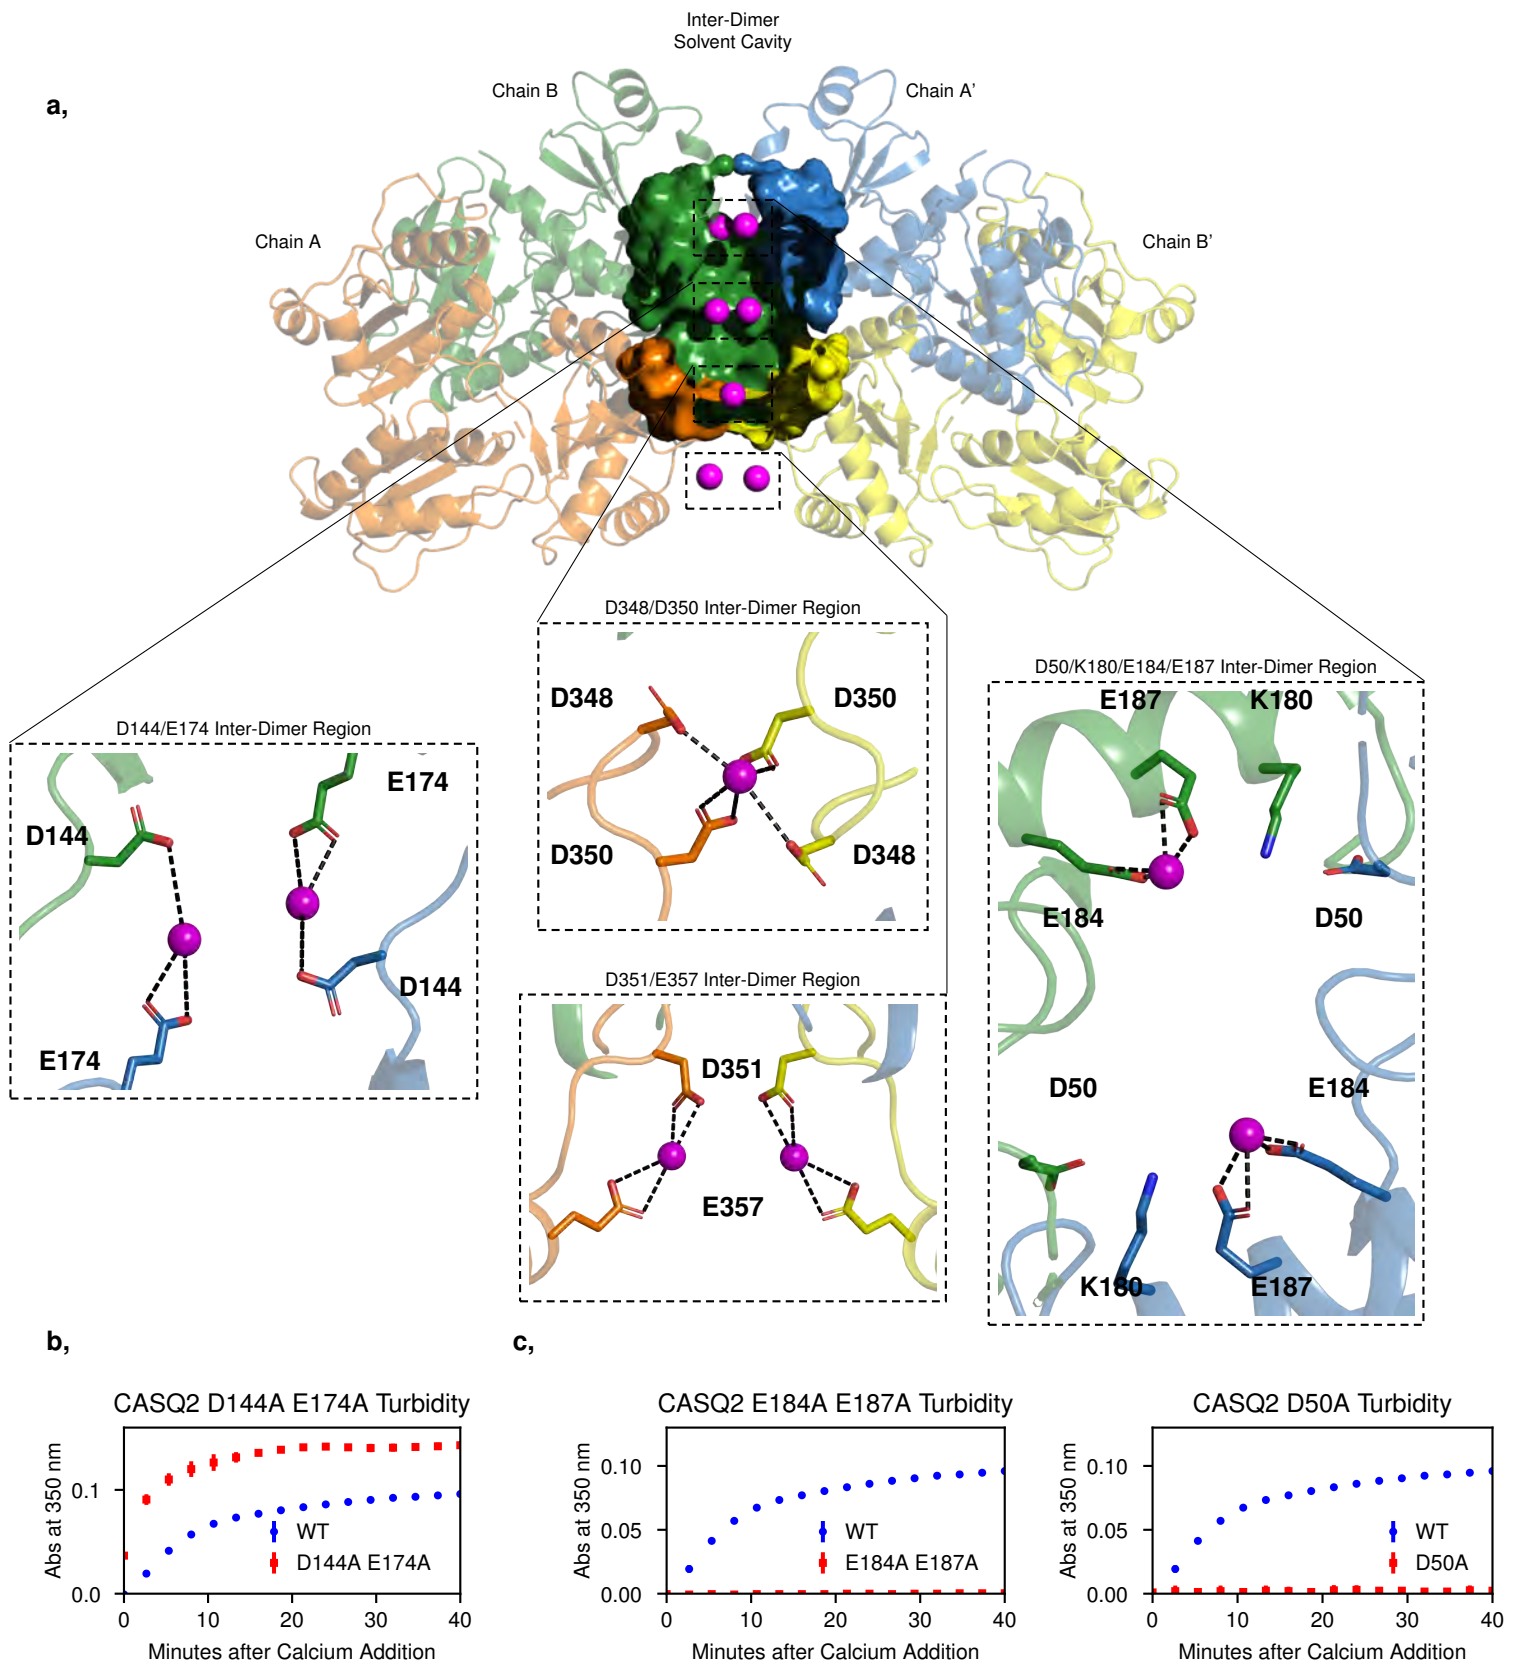 Inter-Dimer
Solvent Cavity
a,
Chain B
Chain A'
Chain A
Chain B'
D348/D350 Inter-Dimer Region
D348
D350
D350
D348
D50/K180/E184/E187 Inter-Dimer Region
E187
K180
E184
D50
D50
E184
K180
E187
D144/E174 Inter-Dimer Region
E174
D144
D144
E174
D351/E357 Inter-Dimer Region
D351
E357
b,
CASQ2 D144A E174A Turbidity
Abs at 350 nm
0.1
0.0
WT
D144A E174A
0 10 20 30 40
Minutes after Calcium Addition
c,
CASQ2 E184A E187A Turbidity
Abs at 350 nm
0.10
0.05
0.00
WT
E184A E187A
0 10 20 30 40
Minutes after Calcium Addition
CASQ2 D50A Turbidity
Abs at 350 nm
0.10
0.05
0.00
WT
D50A
0 10 20 30 40
Minutes after Calcium Addition